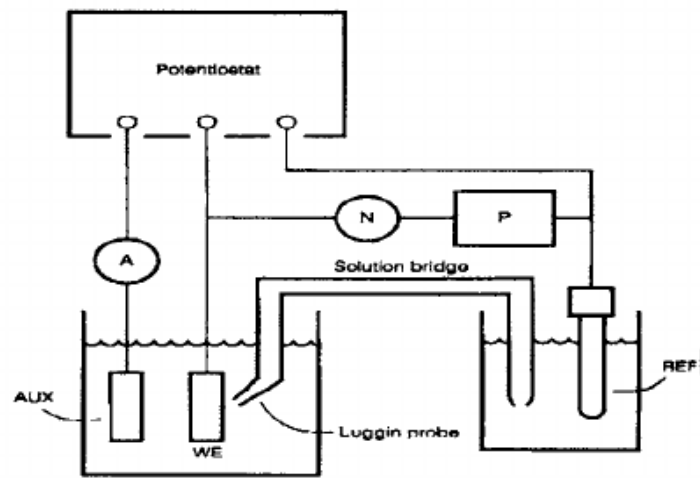 Potentiostat
A
N
P
Solution bridge
AUX
WE
Luggin probe
REF